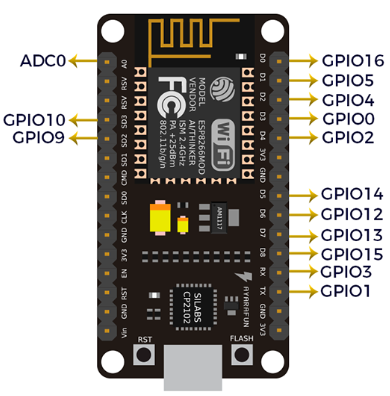 ADC0
GPIO10
GPIO9
A0
RSV
RSV
SD3
SD2
SD1
CMD
SD0
CLK
GND
3V3
EN
RST
GND
Vin
D0
D1
D2
D3
D4
3V3
GND
D5
D6
D7
D8
RX
TX
GND
3V3
GPIO16
GPIO5
GPIO4
GPIO0
GPIO2
GPIO14
GPIO12
GPIO13
GPIO15
GPIO3
GPIO1
FC
MODEL
VENDOR
ESP8266MOD
AITHINKER
ISM 2.4GHz
PA +25dBm
802.11b/g/n
Wi Fi
AM1117
SILABS
CP2102
AYARAFUN
RST
FLASH